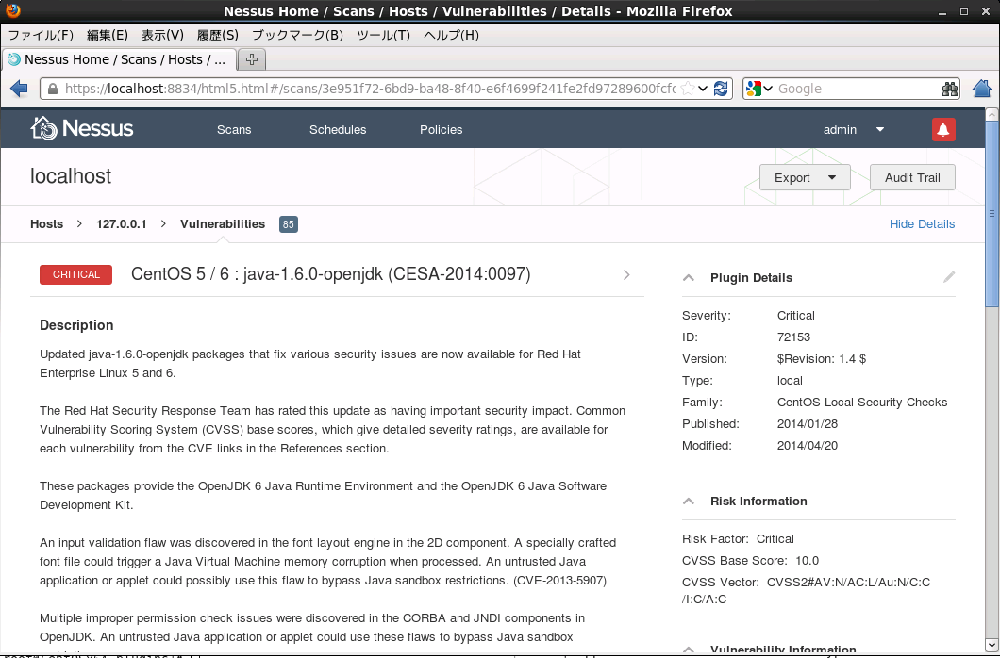 Nessus Home / Scans / Hosts / Vulnerabilities / Details - Mozilla Firefox
ファイル(F) 編集(E) 表示(V) 履歴(S) ブックマーク(B) ツール(T) ヘルプ(H)
Nessus Home / Scans / Hosts / ...
https://localhost:8834/html5.html#/scans/3e951f72-6bd9-ba48-8f40-e6f4699f241fe2fd97289600fcfc
Google
Nessus Scans Schedules Policies admin
localhost
Export Audit Trail
Hosts > 127.0.0.1 > Vulnerabilities 85 Hide Details
CRITICAL CentOS 5 / 6 : java-1.6.0-openjdk (CESA-2014:0097)
Description
Updated java-1.6.0-openjdk packages that fix various security issues are now available for Red Hat
Enterprise Linux 5 and 6.
The Red Hat Security Response Team has rated this update as having important security impact. Common
Vulnerability Scoring System (CVSS) base scores, which give detailed severity ratings, are available for
each vulnerability from the CVE links in the References section.
These packages provide the OpenJDK 6 Java Runtime Environment and the OpenJDK 6 Java Software
Development Kit.
An input validation flaw was discovered in the font layout engine in the 2D component. A specially crafted
font file could trigger a Java Virtual Machine memory corruption when processed. An untrusted Java
application or applet could possibly use this flaw to bypass Java sandbox restrictions. (CVE-2013-5907)
Multiple improper permission check issues were discovered in the CORBA and JNDI components in
OpenJDK. An untrusted Java application or applet could use these flaws to bypass Java sandbox
Plugin Details
Severity: Critical
ID: 72153
Version: $Revision: 1.4 $
Type: local
Family: CentOS Local Security Checks
Published: 2014/01/28
Modified: 2014/04/20
Risk Information
Risk Factor: Critical
CVSS Base Score: 10.0
CVSS Vector: CVSS2#AV:N/AC:L/Au:N/C:C
/I:C/A:C
Vulnerability Information